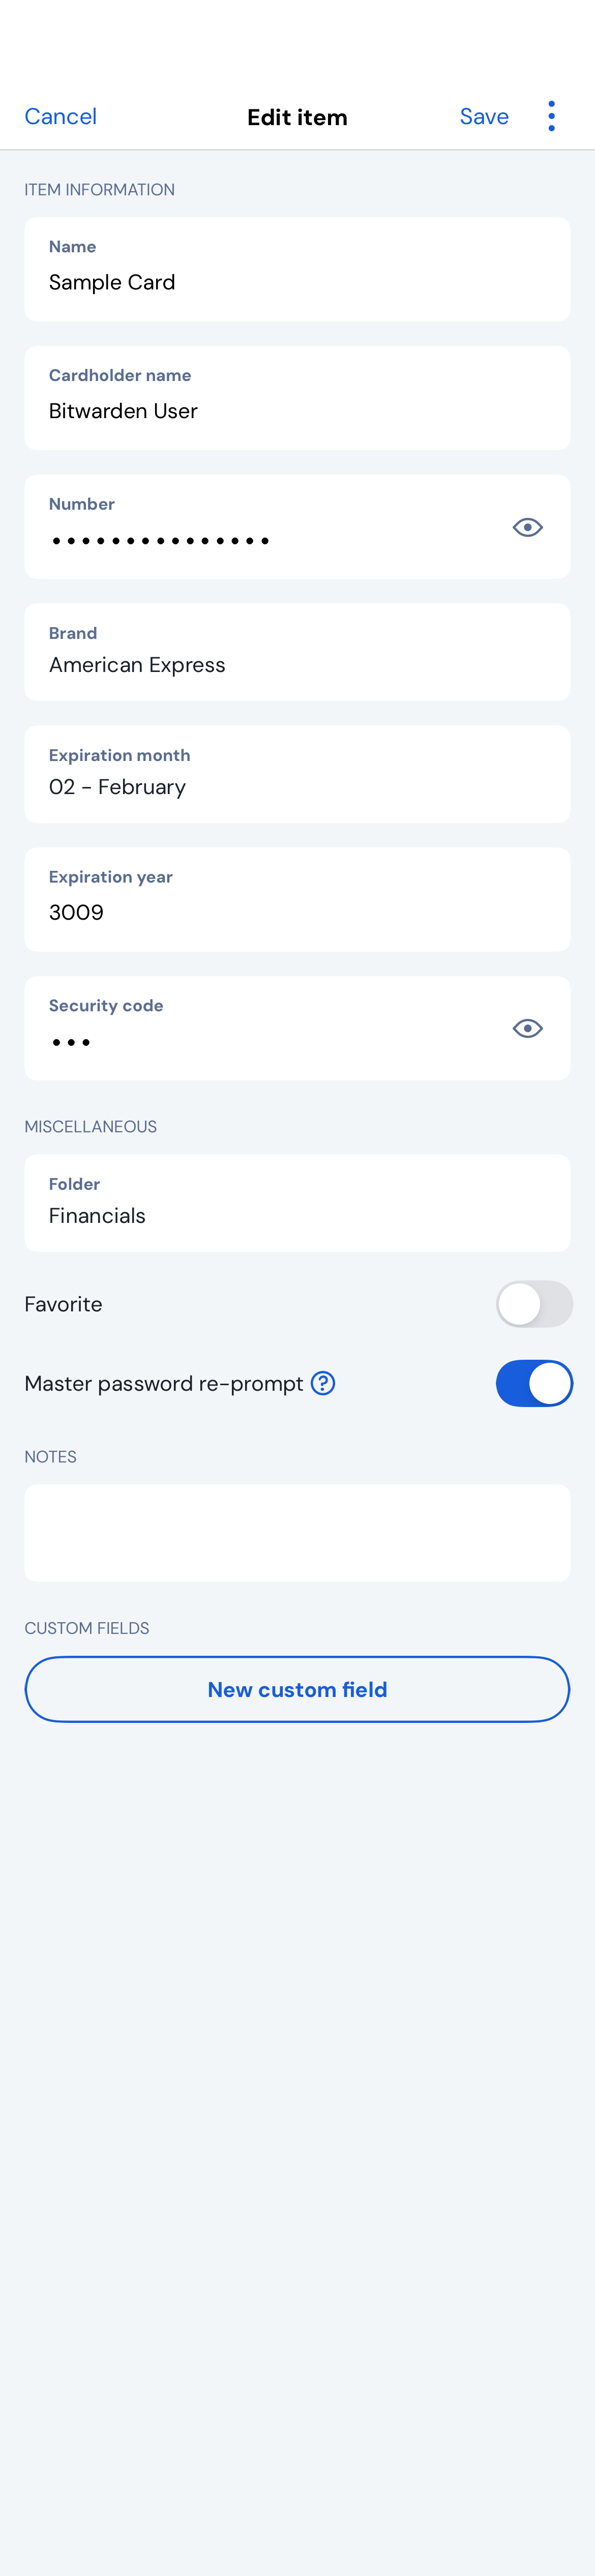 Cancel
Edit item
Save
ITEM INFORMATION
Name
Sample Card
Cardholder name
Bitwarden User
Number
•••••••••••••••
Brand
American Express
Expiration month
02 - February
Expiration year
3009
Security code
•••
MISCELLANEOUS
Folder
Financials
Favorite
Master password re-prompt
NOTES
CUSTOM FIELDS
New custom field